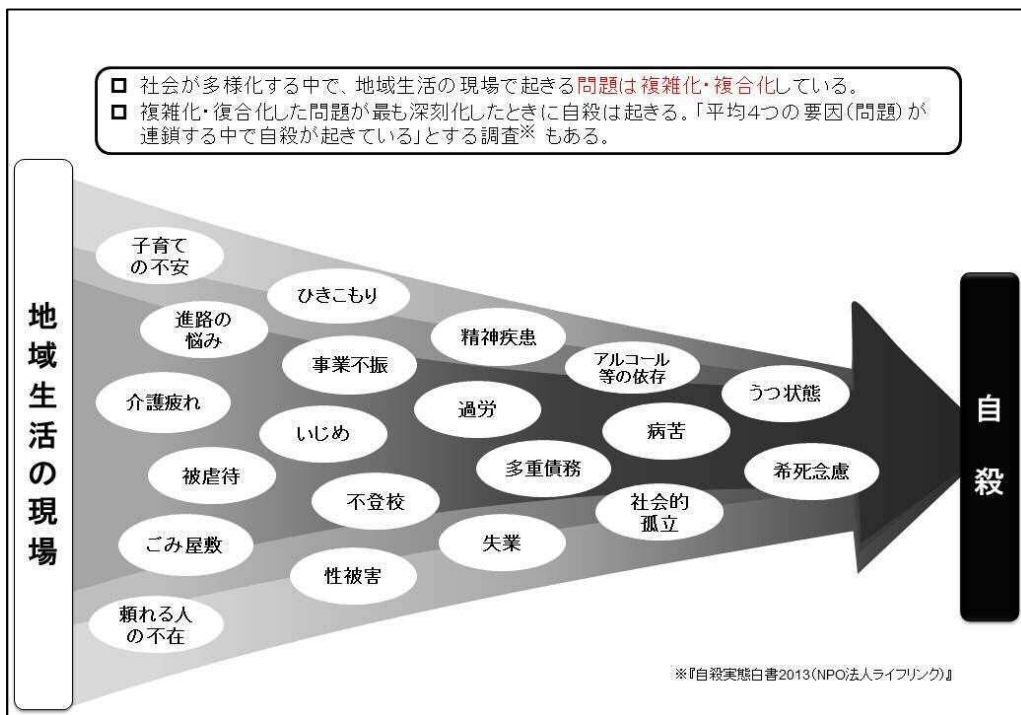 社会が多様化する中で、地域生活の現場で起きる問題は複雑化・複合化している。
複雑化・復合化した問題が最も深刻化したときに自殺は起きる。「平均4つの要因(問題)が
連鎖する中で自殺が起きている」とする調査※ もある。
地域生活の現場
子育て
の不安
進路の
悩み
介護疲れ
被虐待
ごみ屋敷
頼れる人
の不在
ひきこもり
事業不振
いじめ
不登校
性被害
精神疾患
過労
多重債務
失業
アルコール
等の依存
病苦
社会的
孤立
うつ状態
希死念慮
自殺
※『自殺実態白書2013(NPO法人ライフリンク)』